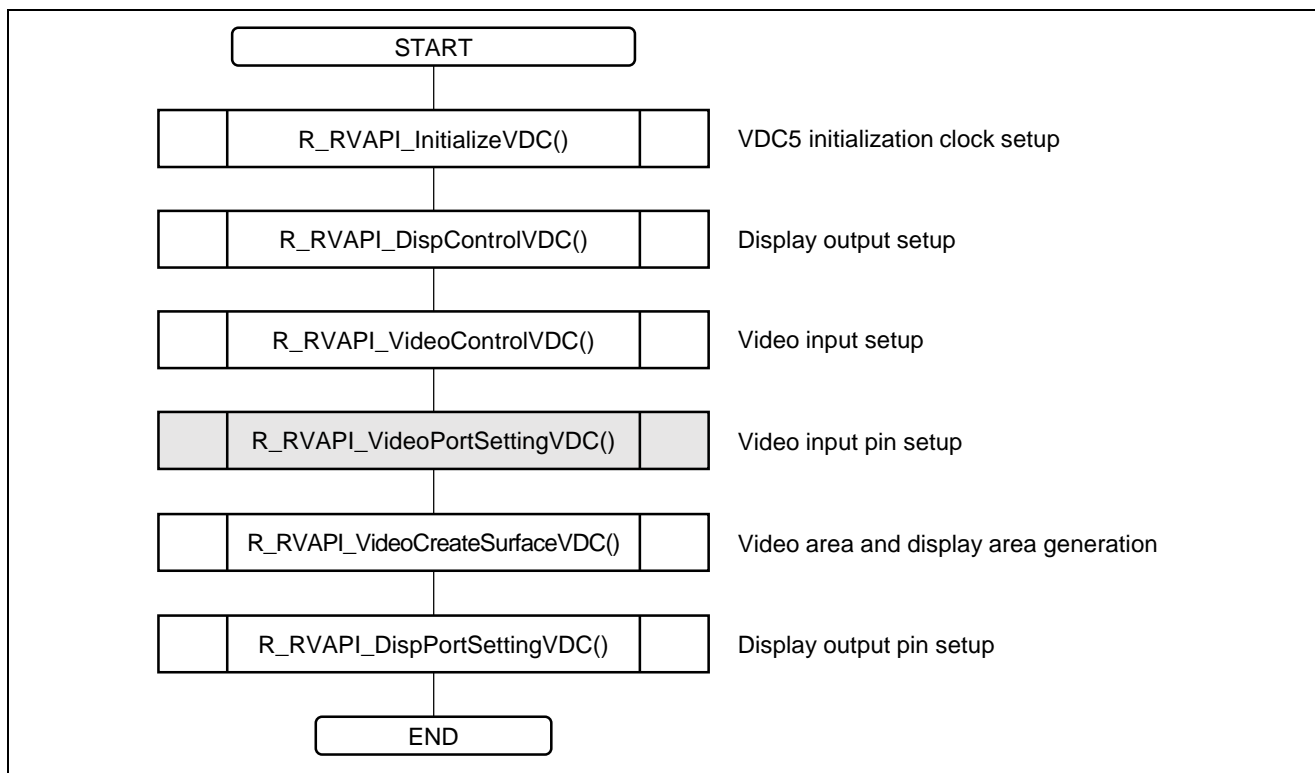 START
R_RVAPI_InitializeVDC() VDC5 initialization clock setup
R_RVAPI_DispControlVDC() Display output setup
R_RVAPI_VideoControlVDC() Video input setup
R_RVAPI_VideoPortSettingVDC() Video input pin setup
R_RVAPI_VideoCreateSurfaceVDC() Video area and display area generation
R_RVAPI_DispPortSettingVDC() Display output pin setup
END